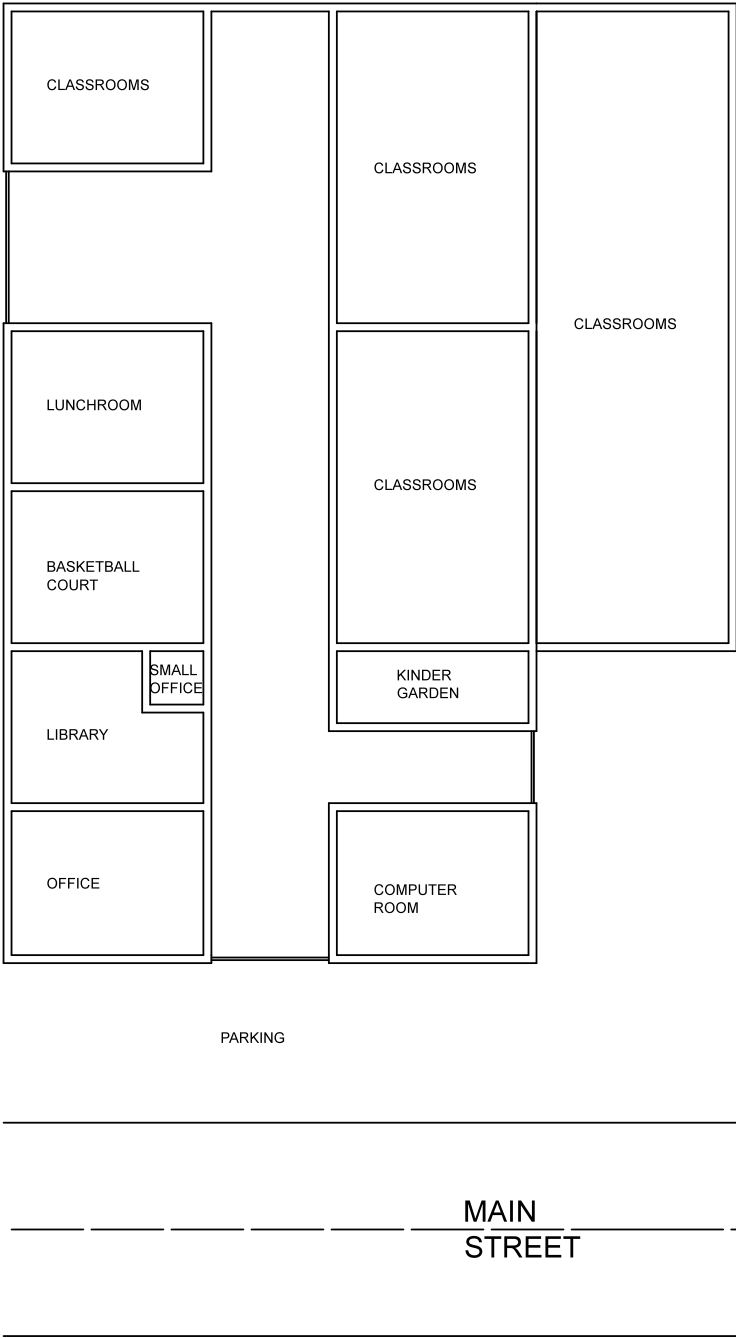 CLASSROOMS
CLASSROOMS
CLASSROOMS
LUNCHROOM
CLASSROOMS
BASKETBALL
COURT
SMALL
OFFICE
KINDER
GARDEN
LIBRARY
OFFICE
COMPUTER
ROOM
PARKING
MAIN
STREET